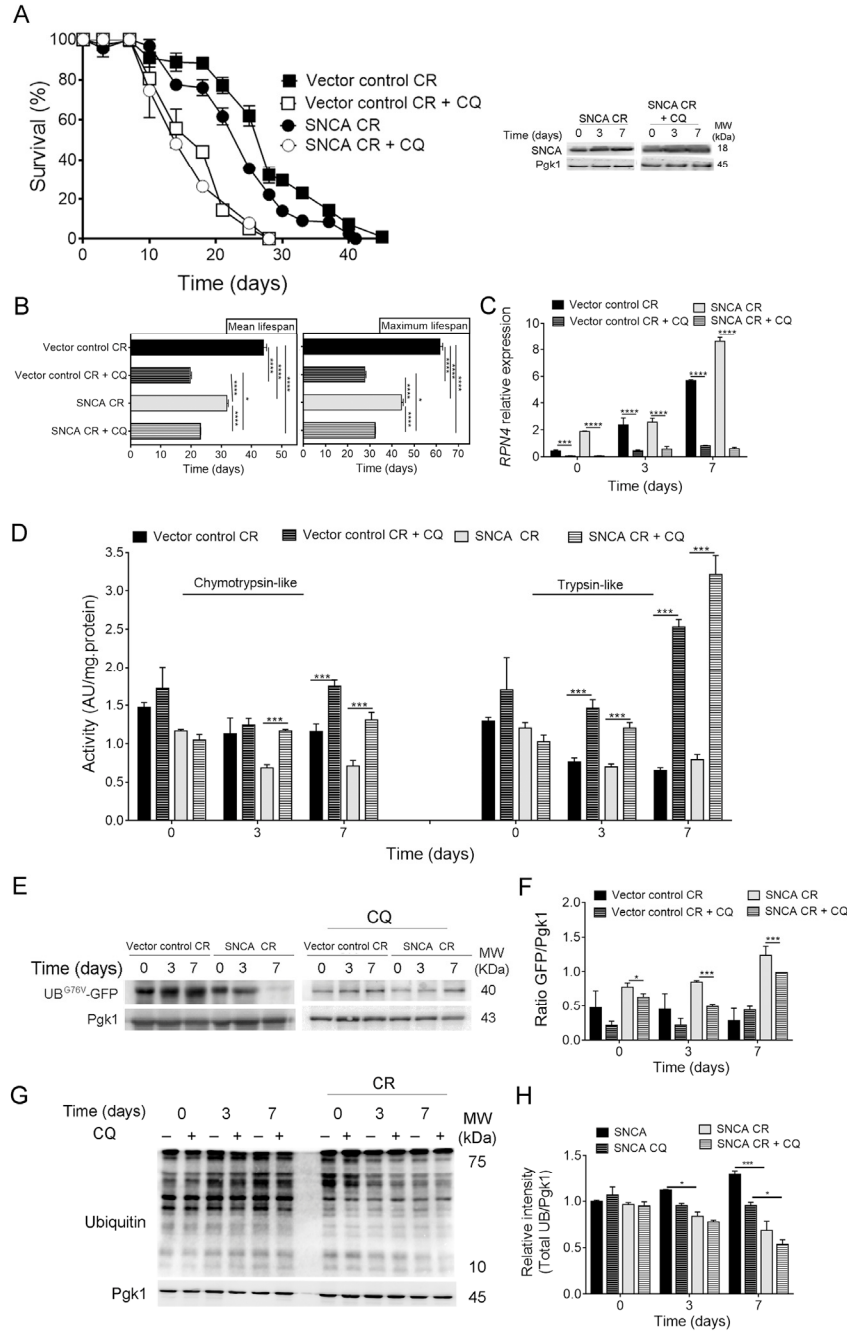 A
Survival (%)
100
80
60
40
20
0
0 10 20 30 40
Time (days)
Vector control CR
Vector control CR + CQ
SNCA CR
SNCA CR + CQ
SNCA CR
SNCA CR + CQ
MW (kDa)
Time (days) 0 3 7 0 3 7
SNCA 18
Pgk1 45
B
Mean lifespan
Maximum lifespan
Vector control CR
Vector control CR + CQ
SNCA CR
SNCA CR + CQ
**** **** **** **** **** *
**** **** **** **** **** *
0 10 20 30 40 50
Time (days)
0 10 20 30 40 50 60 70
Time (days)
C
Vector control CR
Vector control CR + CQ
SNCA CR
SNCA CR + CQ
RPN4 relative expression
10
8
6
4
2
0
*** **** **** **** **** ****
0 3 7
Time (days)
D
Vector control CR
Vector control CR + CQ
SNCA CR
SNCA CR + CQ
Activity (AU/mg.protein)
3.5
3.0
2.5
2.0
1.5
1.0
0.5
0.0
Chymotrypsin-like
Trypsin-like
*** *** *** *** *** *** ***
0 3 7 0 3 7
Time (days)
E
CQ
Vector control CR SNCA CR Vector control CR SNCA CR
MW (KDa)
Time (days) 0 3 7 0 3 7 0 3 7 0 3 7
UBG76V-GFP 40
Pgk1 43
F
Vector control CR
Vector control CR + CQ
SNCA CR
SNCA CR + CQ
Ratio GFP/Pgk1
2.0
1.5
1.0
0.5
0.0
* *** ***
0 3 7
Time (days)
G
CR
Time (days) 0 3 7 0 3 7
MW (kDa)
CQ – + – + – + – + – + – +
75
Ubiquitin
10
Pgk1 45
H
SNCA
SNCA CQ
SNCA CR
SNCA CR + CQ
Relative intensity
(Total UB/Pgk1)
1.5
1.0
0.5
0.0
* *** *
0 3 7
Time (days)